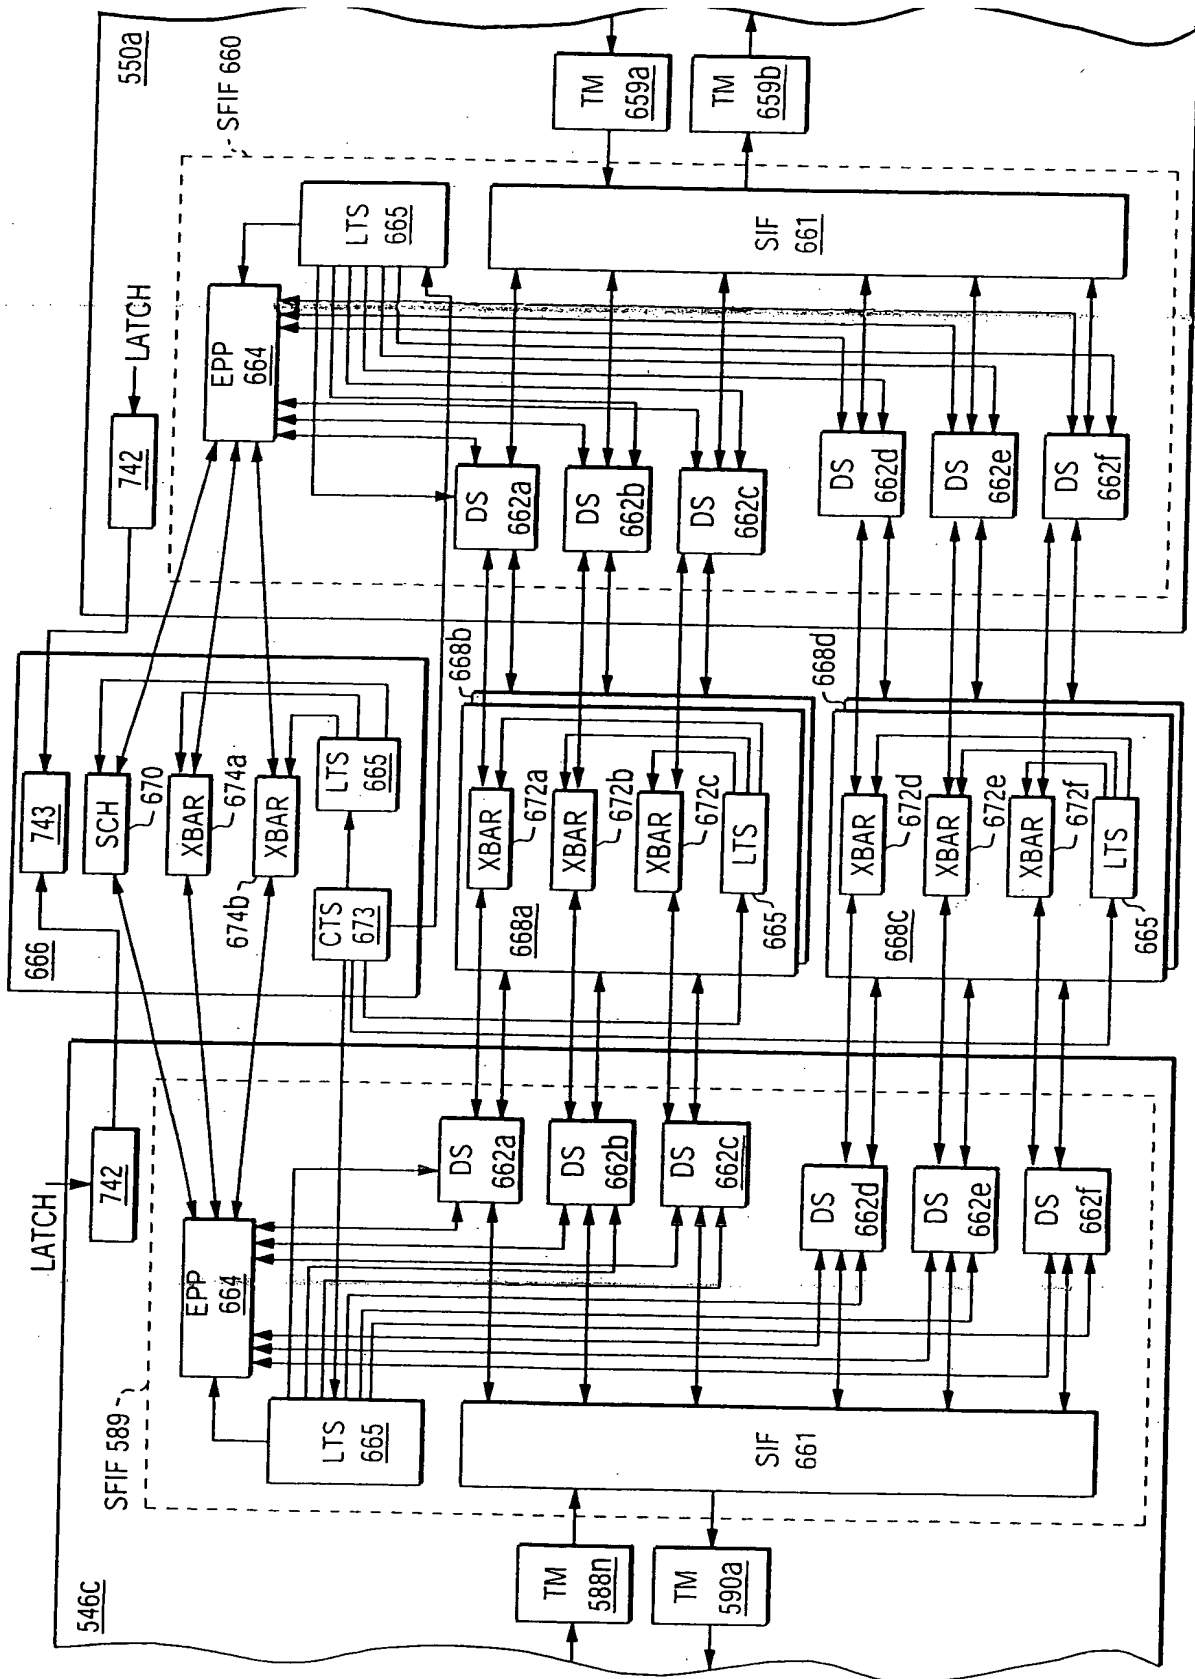 546C
SFIF 589
TM
588n
TM
590a
LTS
665
SIF
661
EPP
664
LATCH
742
DS
662a
DS
662b
DS
662c
DS
662d
DS
662e
DS
662f
666
743
SCH
670
XBAR
674a
XBAR
674b
LTS
665
CTS
673
668a
668b
XBAR
672a
XBAR
672b
XBAR
672c
LTS
665
668c
668d
XBAR
672d
XBAR
672e
XBAR
672f
LTS
665
550a
SFIF 660
LATCH
742
EPP
664
LTS
665
DS
662a
DS
662b
DS
662c
DS
662d
DS
662e
DS
662f
SIF
661
TM
659a
TM
659b